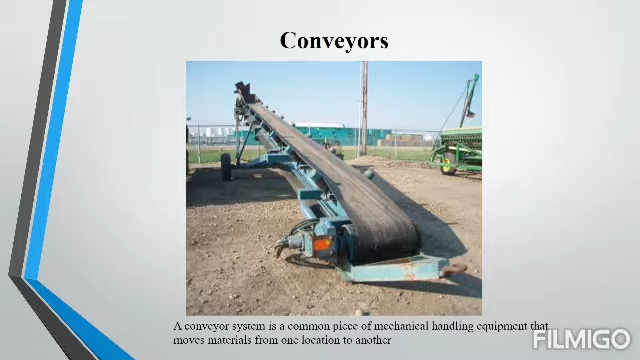 Conveyors
A conveyor system is a common piece of mechanical handling equipment that
moves materials from one location to another
FILMIGO